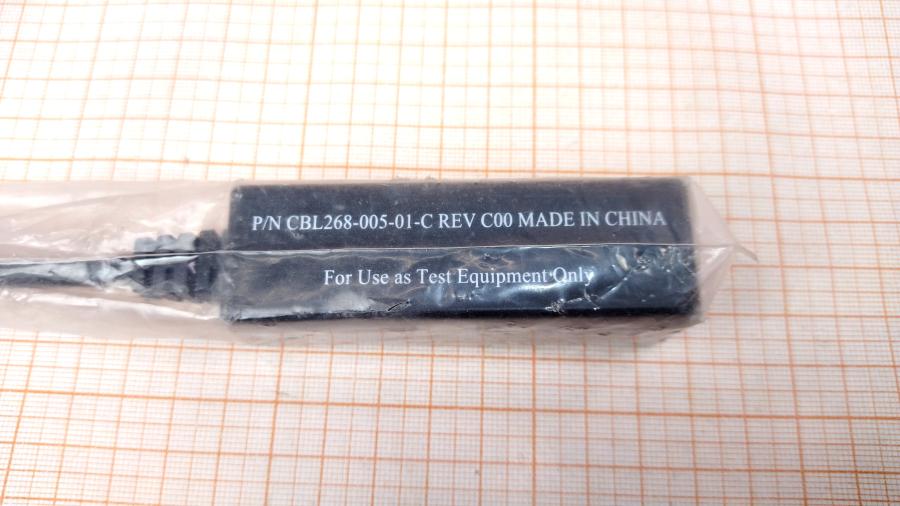 P/N CBL268-005-01-C REV C00 MADE IN CHINA
For Use as Test Equipment Only